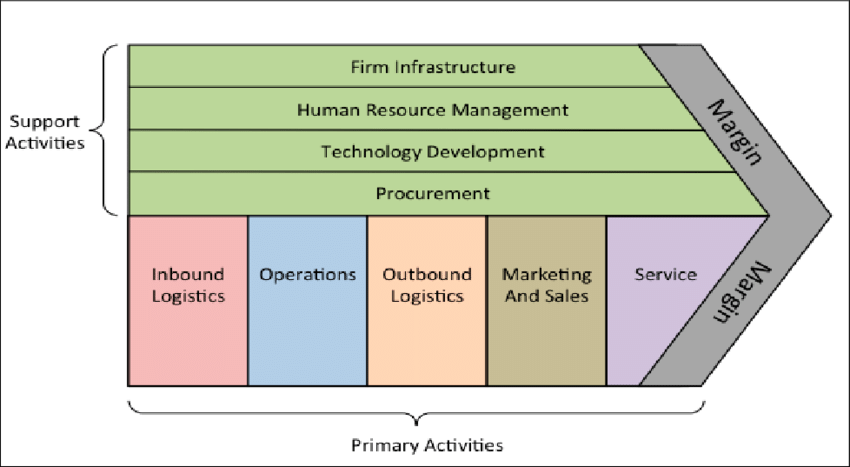 Firm Infrastructure
Human Resource Management
Technology Development
Procurement
Support
Activities
Margin
Inbound
Logistics
Operations
Outbound
Logistics
Marketing
And Sales
Service
Margin
Primary Activities